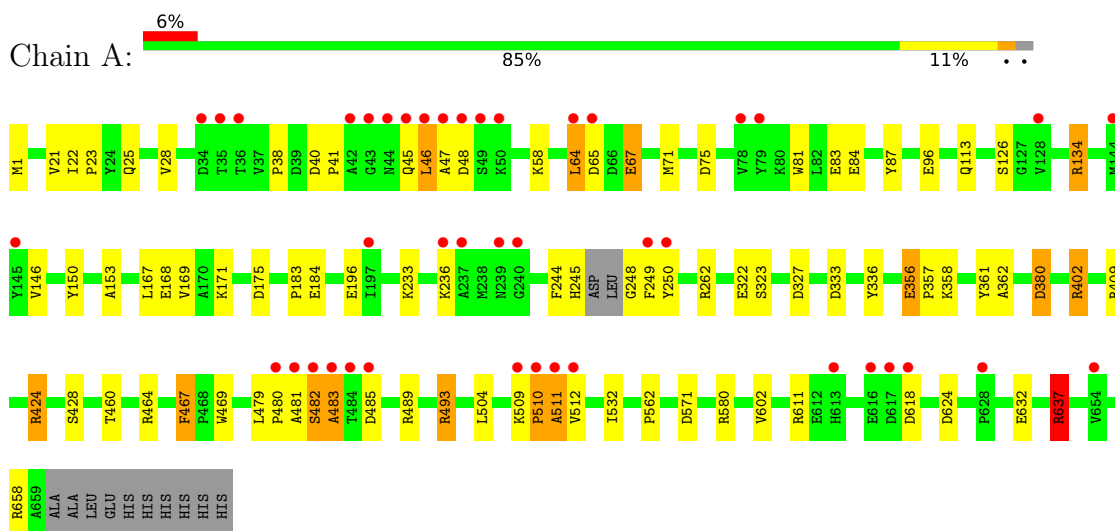 6%
Chain A:
85% 11% • •
M1 V21 I22 P23 Y24 Q25 V28 D34 T35 T36 V37 P38 D39 D40 P41 A42 G43 N44 Q45 L46 A47 D48 S49 K50 K58 L64 D65 D66 E67 M71 D75 V78 Y79 K80 W81 L82 E83 E84 Y87 E96 Q113 S126 G127 V128 R134 M144
Y145 V146 Y150 A153 L167 E168 V169 A170 K171 D175 P183 E184 E196 I197 K233 K236 A237 M238 N239 G240 F244 H245 ASP LEU G248 F249 Y250 R262 E322 S323 D327 D333 Y336 E356 P357 K358 Y361 A362 D380 R402 R409
R424 S428 T460 R464 F467 P468 W469 L479 P480 A481 S482 A483 T484 D485 R489 R493 L504 K509 P510 A511 V512 I532 P562 D571 R580 V602 R611 E612 H613 E616 D617 D618 D624 P628 E632 R637 V654
R658 A659 ALA ALA LEU GLU HIS HIS HIS HIS HIS HIS